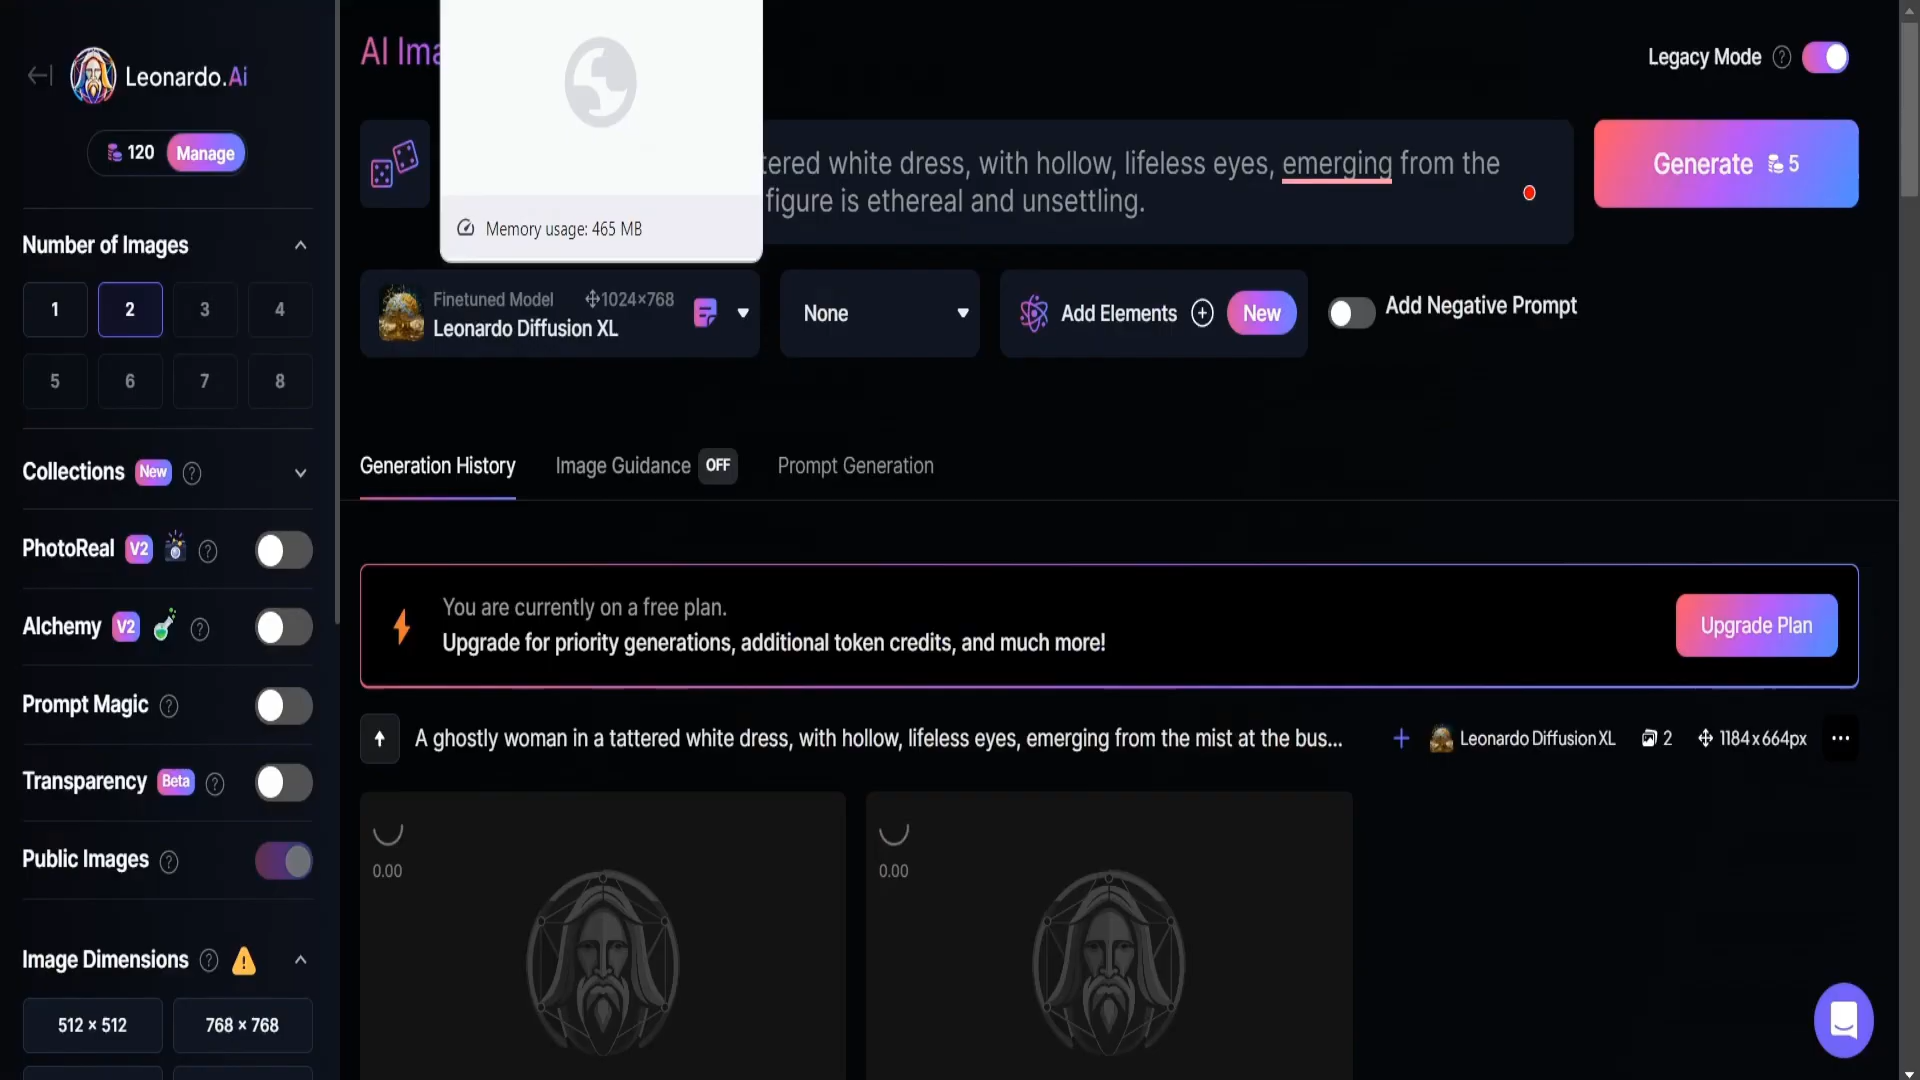 Leonardo.Ai
120 Manage
Number of Images
1 2 3 4
5 6 7 8
Collections New ?
PhotoReal V2 ?
Alchemy V2 ?
Prompt Magic ?
Transparency Beta ?
Public Images ?
Image Dimensions ?
512 × 512 768 × 768
AI Ima
Legacy Mode ?
Memory usage: 465 MB
tered white dress, with hollow, lifeless eyes, emerging from the
figure is ethereal and unsettling.
Generate 5
Finetuned Model 1024×768
Leonardo Diffusion XL
None
Add Elements New
Add Negative Prompt
Generation History Image Guidance OFF Prompt Generation
You are currently on a free plan.
Upgrade for priority generations, additional token credits, and much more!
Upgrade Plan
A ghostly woman in a tattered white dress, with hollow, lifeless eyes, emerging from the mist at the bus... Leonardo Diffusion XL 2 1184x664px ...
0.00 0.00